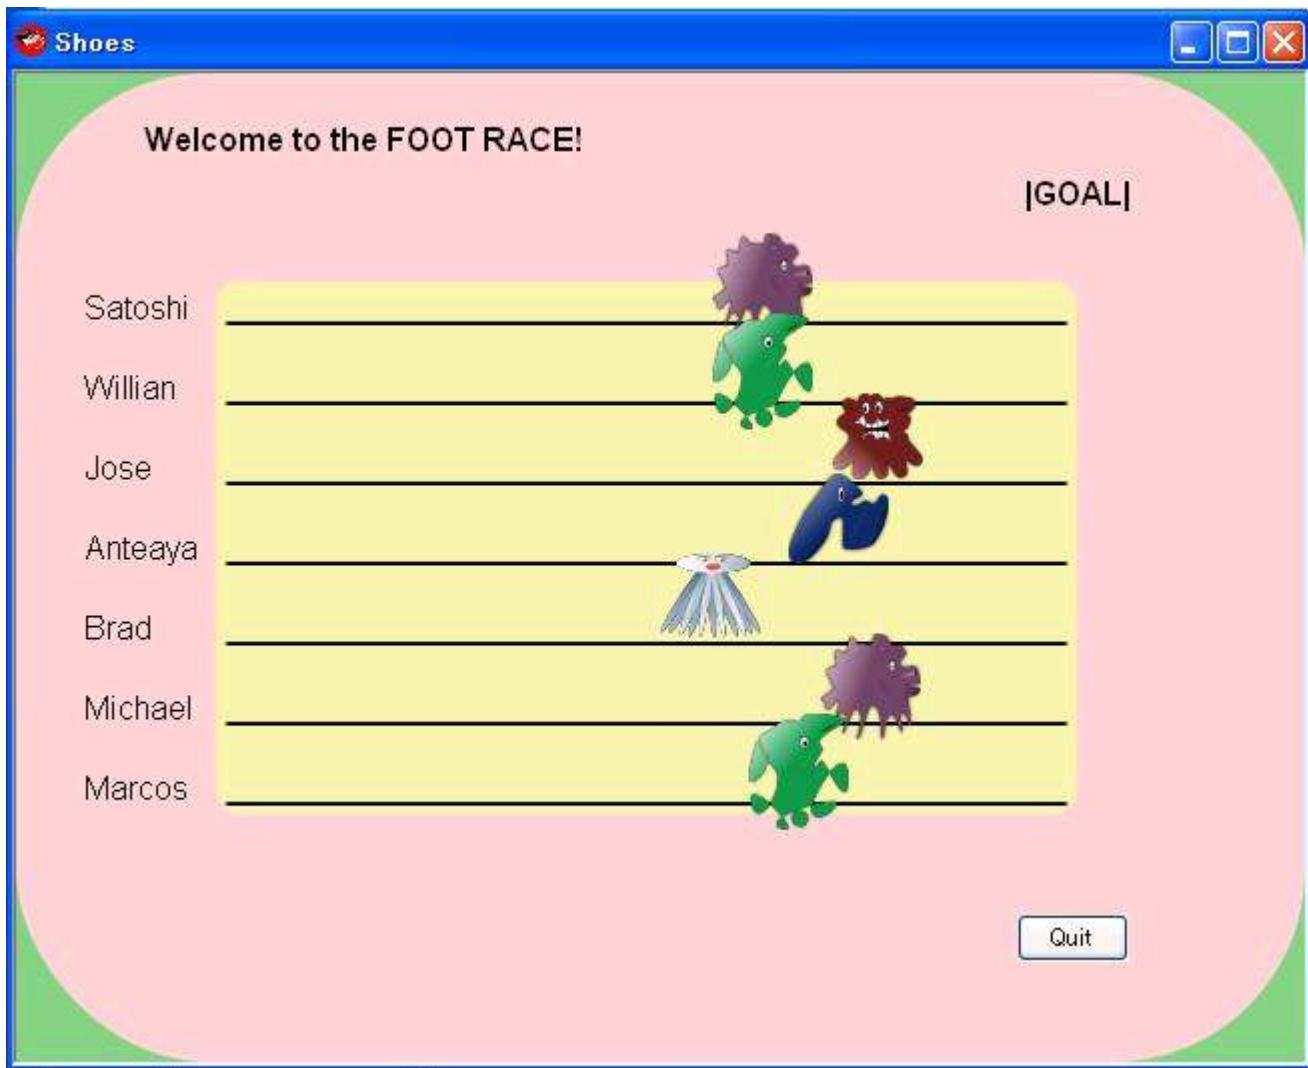 Shoes
Welcome to the FOOT RACE!
|GOAL|
Satoshi
Willian
Jose
Anteaya
Brad
Michael
Marcos
Quit